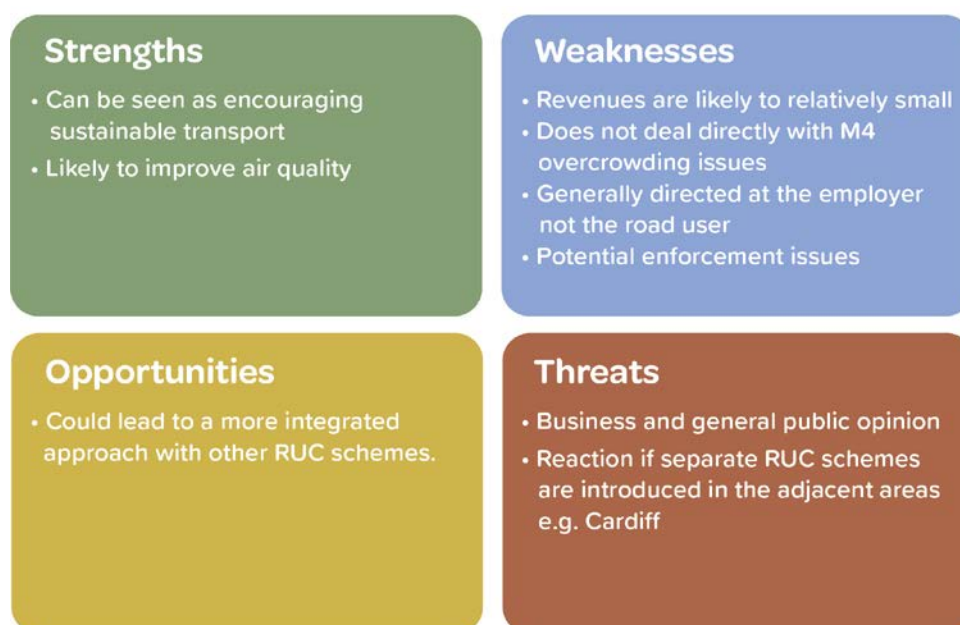 Strengths
• Can be seen as encouraging
sustainable transport
• Likely to improve air quality
Weaknesses
• Revenues are likely to relatively small
• Does not deal directly with M4
overcrowding issues
• Generally directed at the employer
not the road user
• Potential enforcement issues
Opportunities
• Could lead to a more integrated
approach with other RUC schemes.
Threats
• Business and general public opinion
• Reaction if separate RUC schemes
are introduced in the adjacent areas
e.g. Cardiff